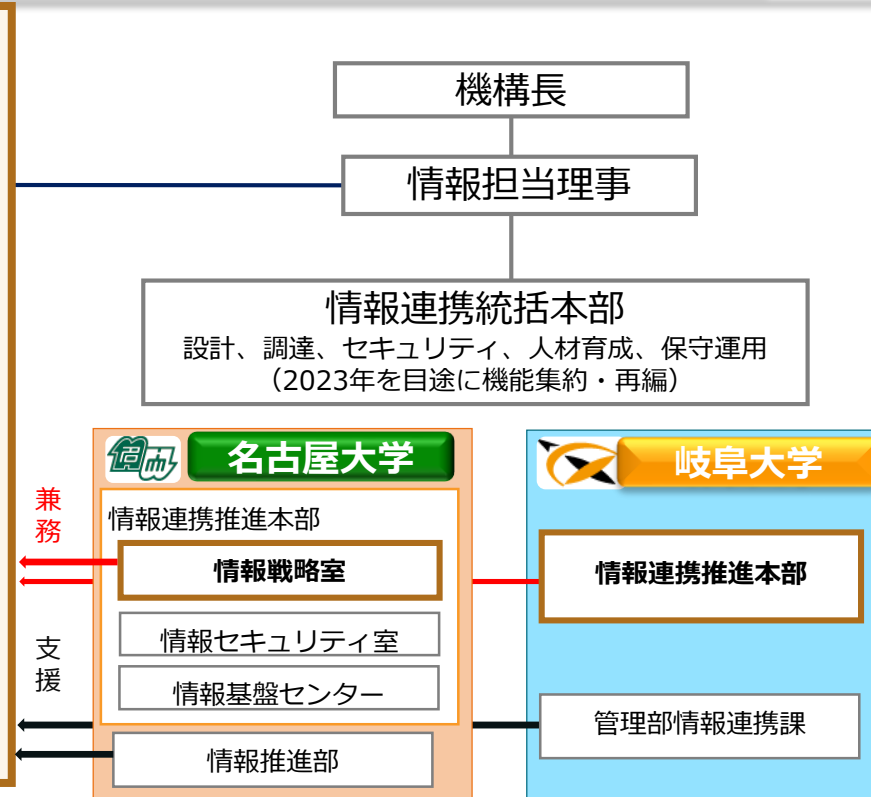 機構長
情報担当理事
情報連携統括本部
設計、調達、セキュリティ、人材育成、保守運用
（2023年を目途に機能集約・再編）
名古屋大学
情報連携推進本部
情報戦略室
情報セキュリティ室
情報基盤センター
情報推進部
岐阜大学
情報連携推進本部
管理部情報連携課
兼務
支援